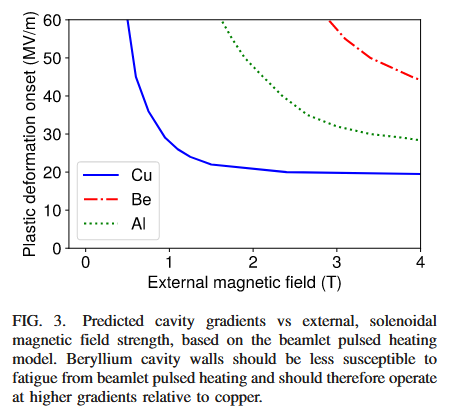 Plastic deformation onset (MV/m)
60
50
40
30
20
10
0
Cu
Be
Al
0 1 2 3 4
External magnetic field (T)
FIG. 3. Predicted cavity gradients vs external, solenoidal
magnetic field strength, based on the beamlet pulsed heating
model. Beryllium cavity walls should be less susceptible to
fatigue from beamlet pulsed heating and should therefore operate
at higher gradients relative to copper.